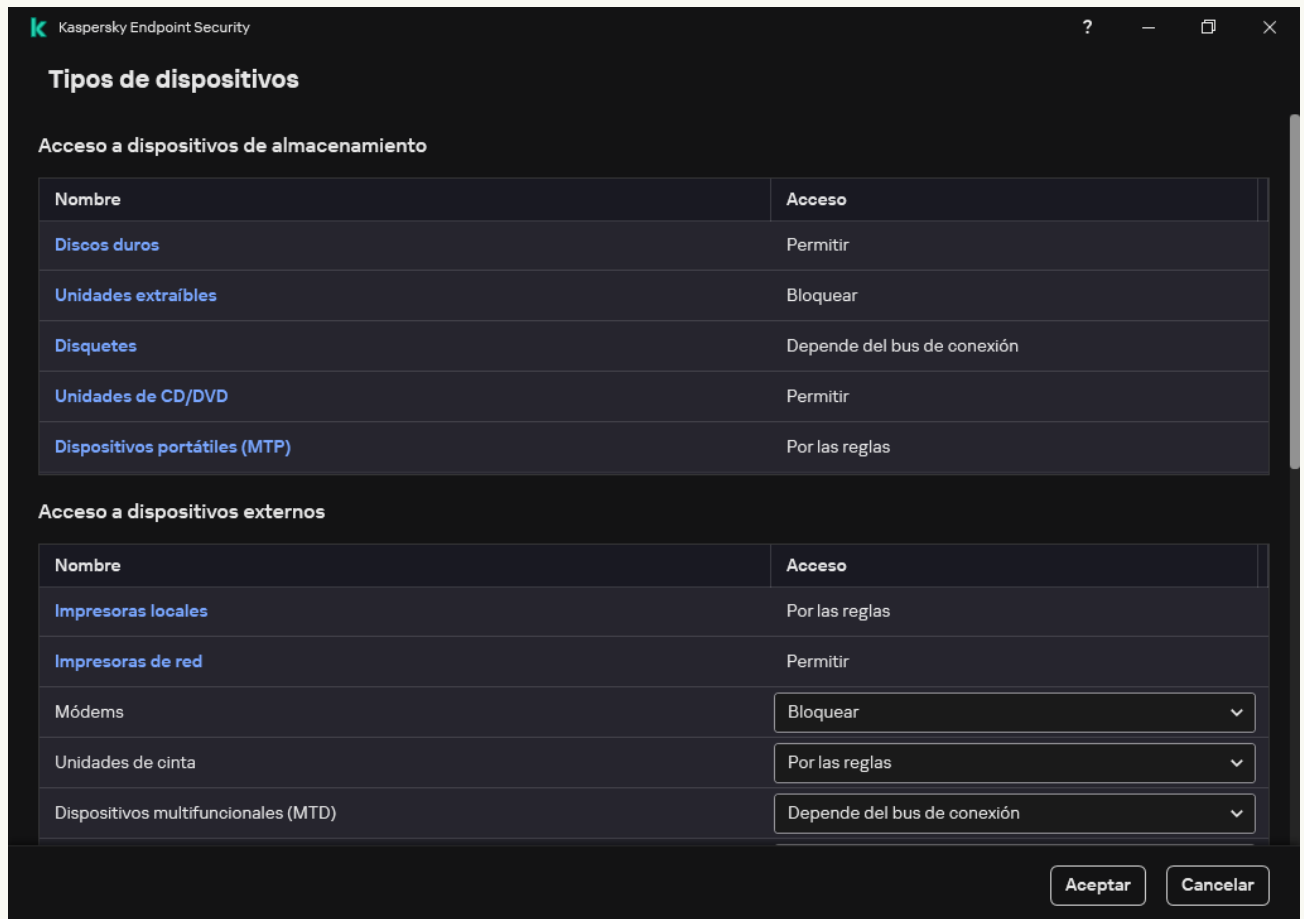 Kaspersky Endpoint Security
?
Tipos de dispositivos
Acceso a dispositivos de almacenamiento
Nombre Acceso
Discos duros Permitir
Unidades extraíbles Bloquear
Disquetes Depende del bus de conexión
Unidades de CD/DVD Permitir
Dispositivos portátiles (MTP) Por las reglas
Acceso a dispositivos externos
Nombre Acceso
Impresoras locales Por las reglas
Impresoras de red Permitir
Módems Bloquear
Unidades de cinta Por las reglas
Dispositivos multifuncionales (MTD) Depende del bus de conexión
Aceptar Cancelar